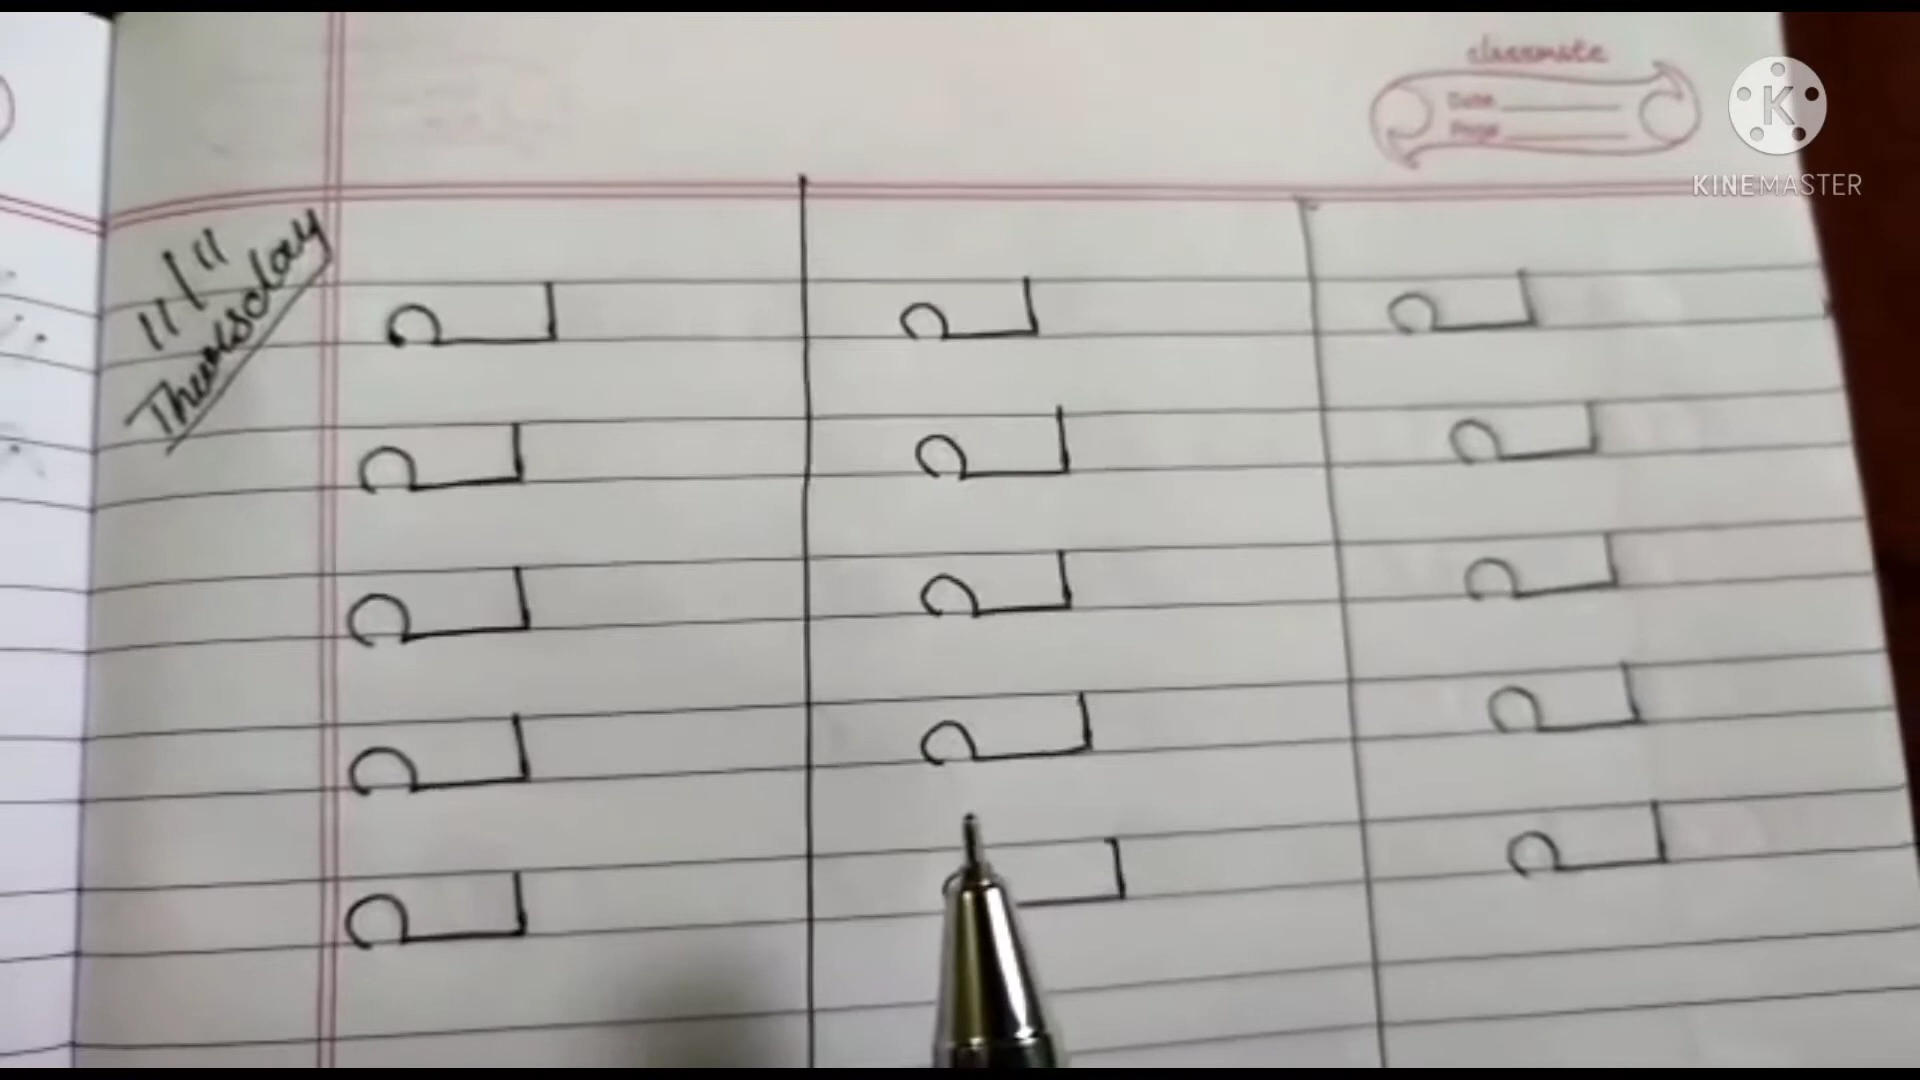 classmate
Date
Page
K
KINEMASTER
11/11
Thursday
പ പ പ
പ പ പ
പ പ പ
പ പ പ
പ പ